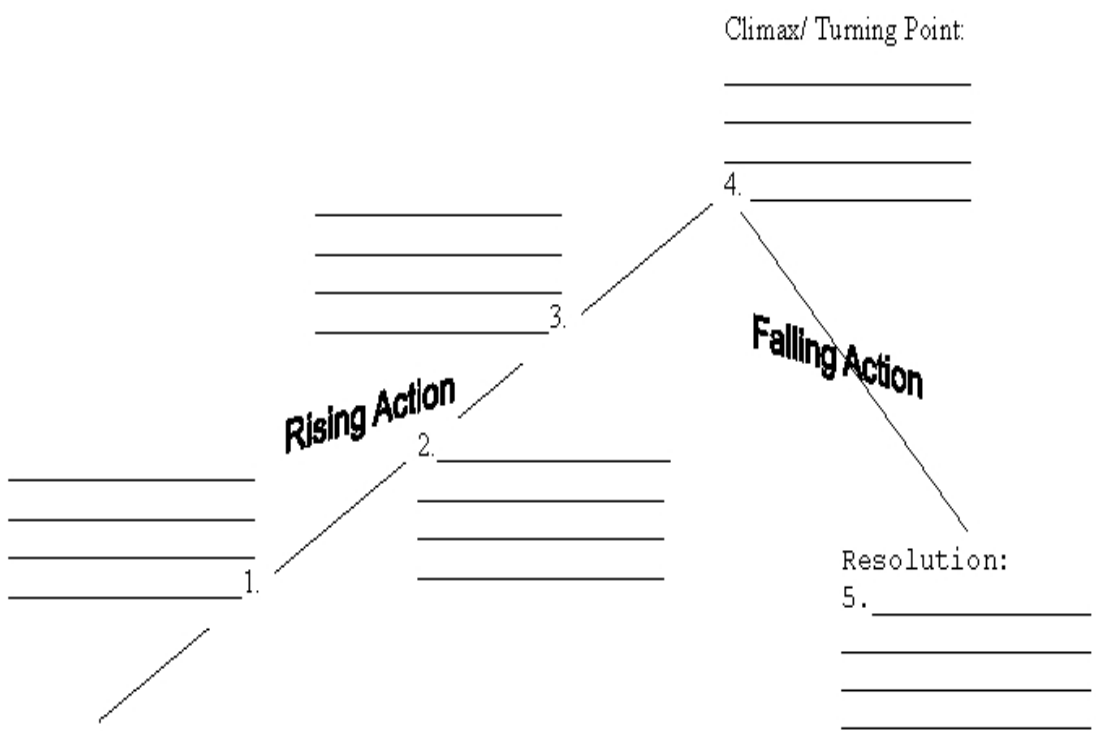 Climax/ Turning Point:
4.
3.
Rising Action
Falling Action
2.
1.
Resolution:
5.